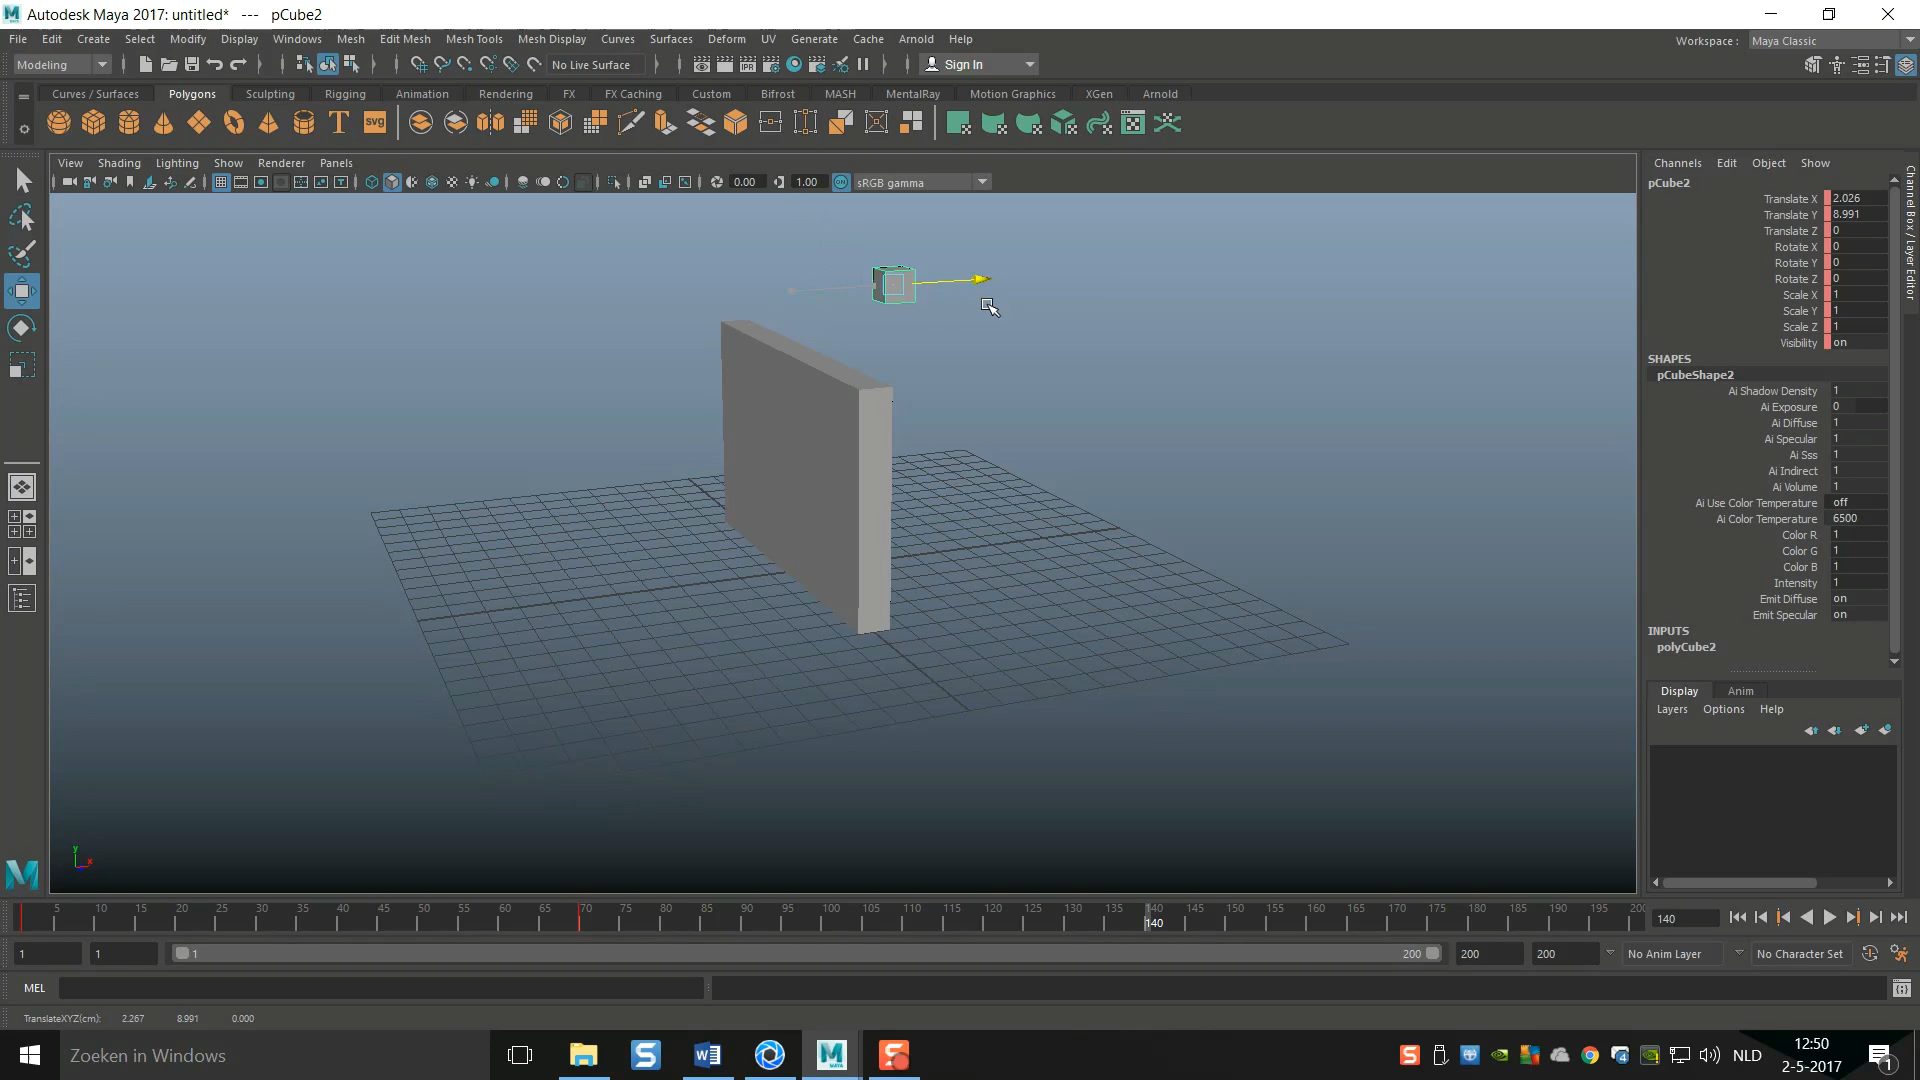 Autodesk Maya 2017: untitled* --- pCube2
File Edit Create Select Modify Display Windows Mesh Edit Mesh Mesh Tools Mesh Display Curves Surfaces Deform UV Generate Cache Arnold Help
Workspace : Maya Classic
Modeling No Live Surface Sign In
Curves / Surfaces Polygons Sculpting Rigging Animation Rendering FX FX Caching Custom Bifrost MASH MentalRay Motion Graphics XGen Arnold
T SVG
View Shading Lighting Show Renderer Panels
0.00 1.00 ON sRGB gamma
Channels Edit Object Show
pCube2
Translate X 2.026
Translate Y 8.991
Translate Z 0
Rotate X 0
Rotate Y 0
Rotate Z 0
Scale X 1
Scale Y 1
Scale Z 1
Visibility on
SHAPES
pCubeShape2
Ai Shadow Density 1
Ai Exposure 0
Ai Diffuse 1
Ai Specular 1
Ai Sss 1
Ai Indirect 1
Ai Volume 1
Ai Use Color Temperature off
Ai Color Temperature 6500
Color R 1
Color G 1
Color B 1
Intensity 1
Emit Diffuse on
Emit Specular on
INPUTS
polyCube2
Channel Box / Layer Editor
Display Anim
Layers Options Help
y
x
5 10 15 20 25 30 35 40 45 50 55 60 65 70 75 80 85 90 95 100 105 110 115 120 125 130 135 140 145 150 155 160 165 170 175 180 185 190 195 200
140
140
1 1 1 200 200 200 No Anim Layer No Character Set
MEL
TranslateXYZ(cm): 2.267 8.991 0.000
Zoeken in Windows
NLD
12:50
2-5-2017
1